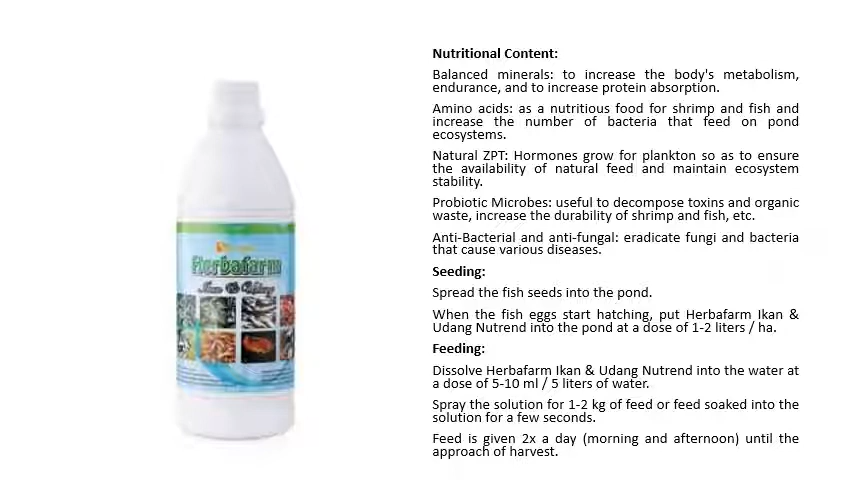 Herbafarm
Ikan & Udang
Nutritional Content:
Balanced minerals: to increase the body's metabolism,
endurance, and to increase protein absorption.
Amino acids: as a nutritious food for shrimp and fish and
increase the number of bacteria that feed on pond
ecosystems.
Natural ZPT: Hormones grow for plankton so as to ensure
the availability of natural feed and maintain ecosystem
stability.
Probiotic Microbes: useful to decompose toxins and organic
waste, increase the durability of shrimp and fish, etc.
Anti-Bacterial and anti-fungal: eradicate fungi and bacteria
that cause various diseases.
Seeding:
Spread the fish seeds into the pond.
When the fish eggs start hatching, put Herbafarm Ikan &
Udang Nutrend into the pond at a dose of 1-2 liters / ha.
Feeding:
Dissolve Herbafarm Ikan & Udang Nutrend into the water at
a dose of 5-10 ml / 5 liters of water.
Spray the solution for 1-2 kg of feed or feed soaked into the
solution for a few seconds.
Feed is given 2x a day (morning and afternoon) until the
approach of harvest.